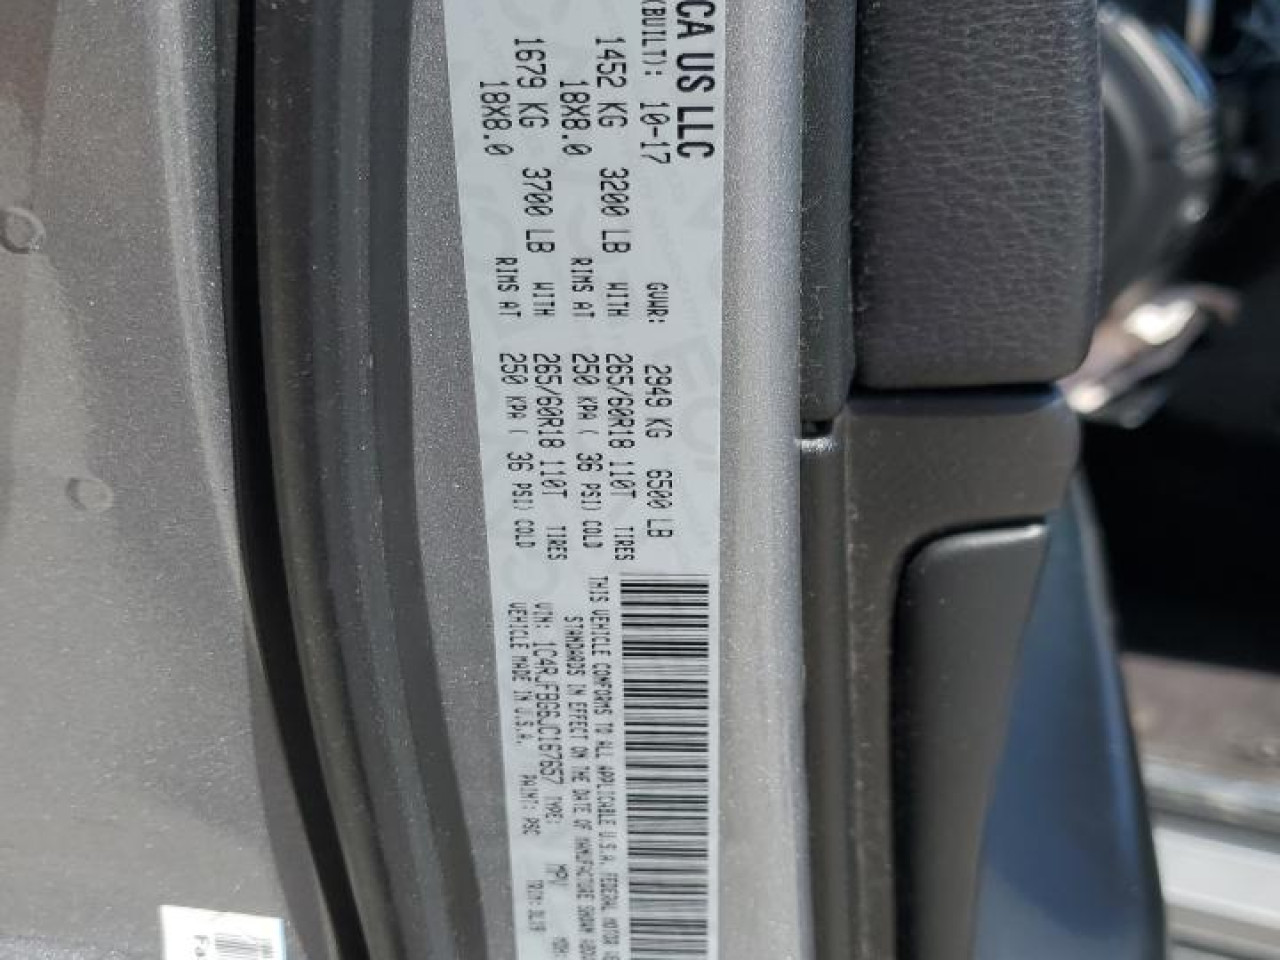 CA US LLC
(BUILT): 10-17 GVWR: 2949 KG 6500 LB
1452 KG 3200 LB WITH 265/60R18 110T TIRES
18X8.0 RIMS AT 250 KPA ( 36 PSI) COLD
1679 KG 3700 LB WITH 265/60R18 110T TIRES
18X8.0 RIMS AT 250 KPA ( 36 PSI) COLD
THIS VEHICLE CONFORMS TO ALL APPLICABLE U.S.A. FEDERAL MOTOR
STANDARDS IN EFFECT ON THE DATE OF MANUFACTURE SHOWN
VIN: 1C4RJFBG6JC167657 TYPE: MPV
VEHICLE MADE IN U.S.A. PAINT: PSC TRIM: